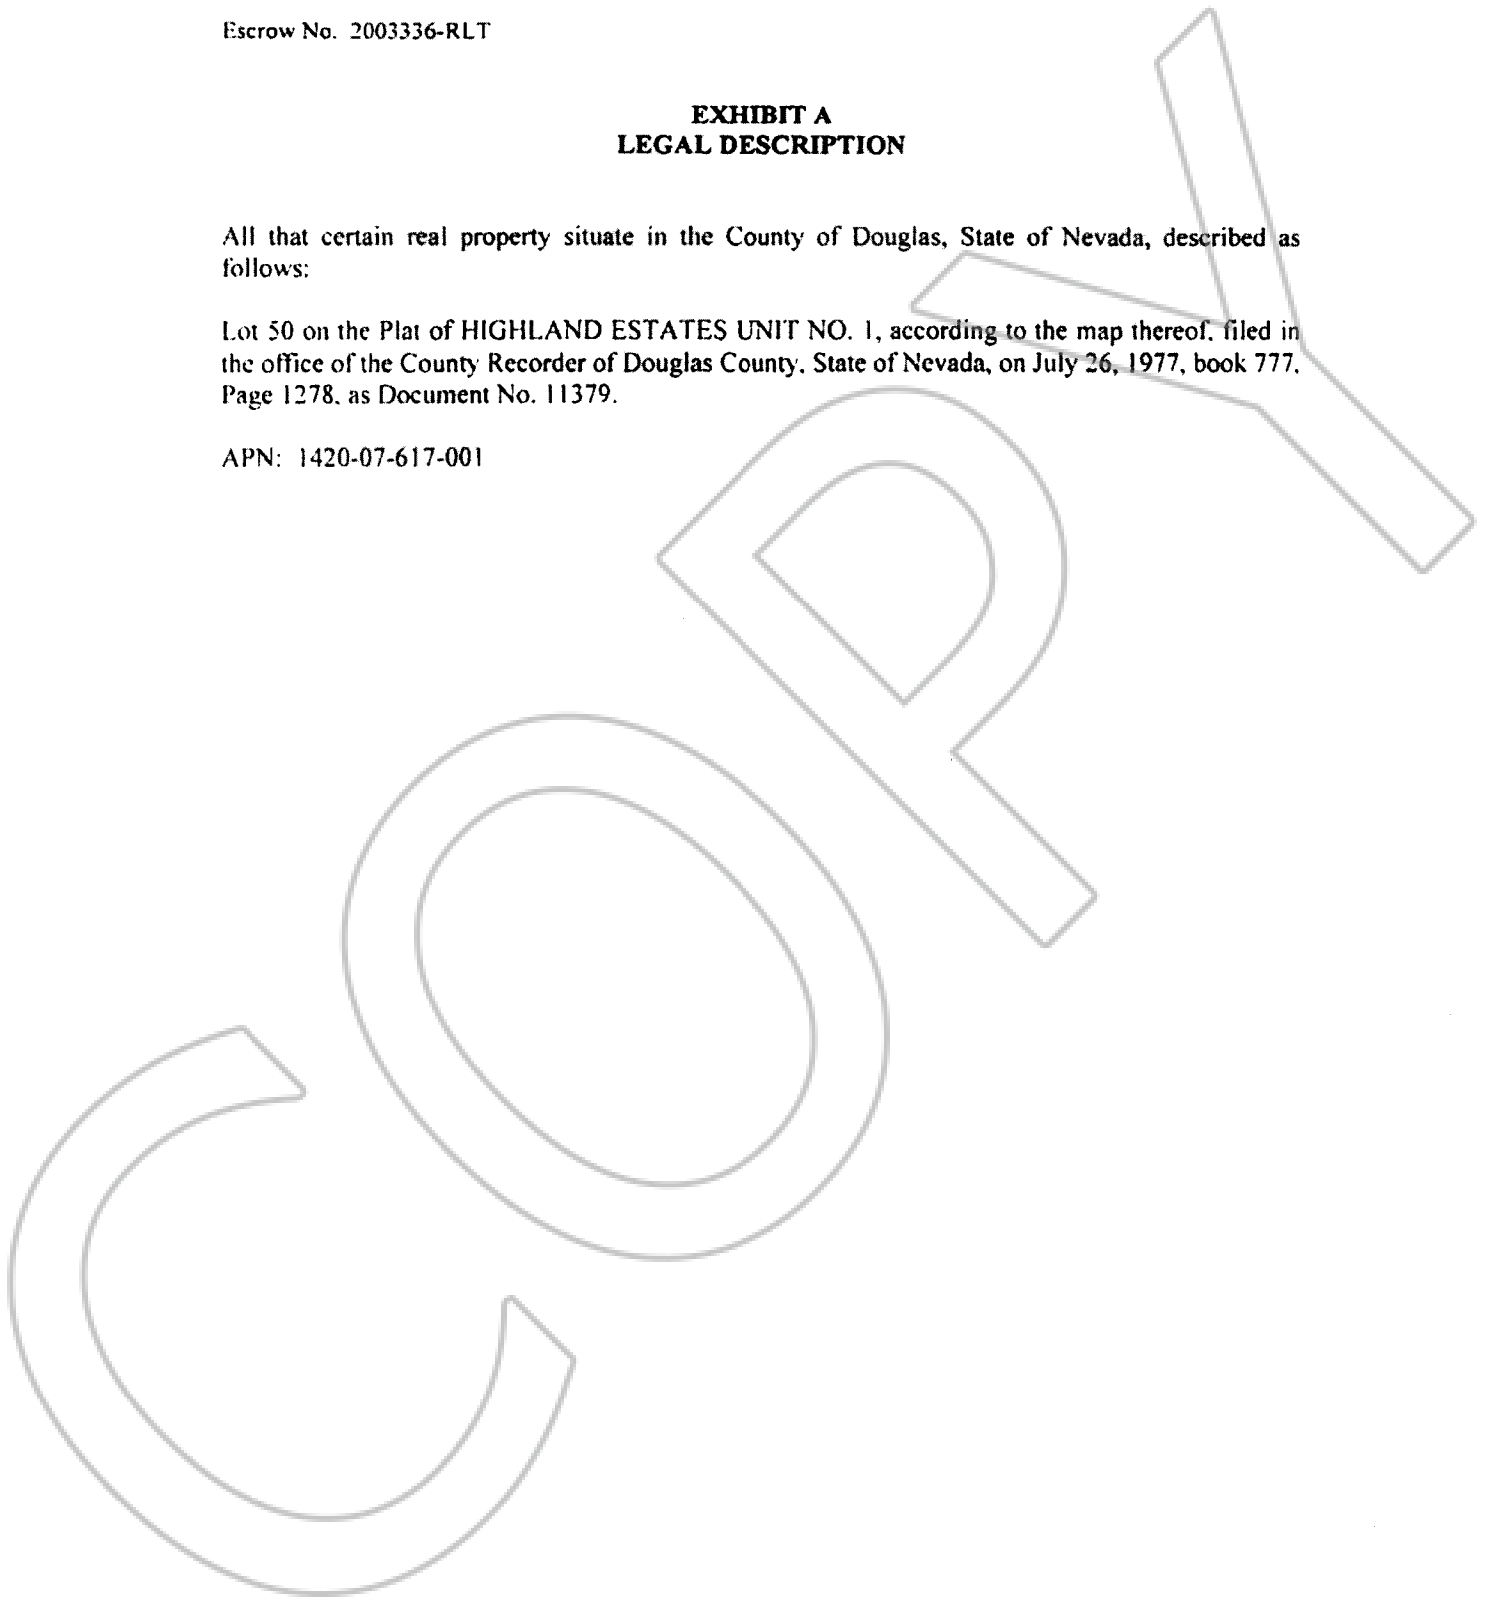 Escrow No. 2003336-RLT
EXHIBIT A
LEGAL DESCRIPTION
All that certain real property situate in the County of Douglas, State of Nevada, described as
follows:
Lot 50 on the Plat of HIGHLAND ESTATES UNIT NO. 1, according to the map thereof, filed in
the office of the County Recorder of Douglas County, State of Nevada, on July 26, 1977, book 777,
Page 1278, as Document No. 11379.
APN: 1420-07-617-001
COPY